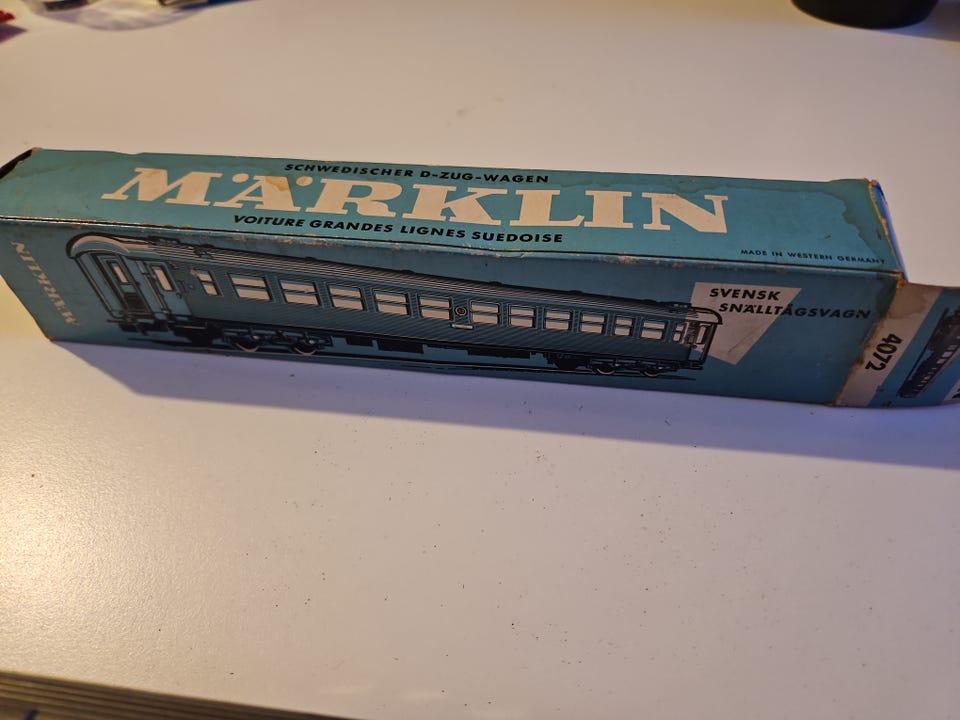 SCHWEDISCHER D-ZUG-WAGEN
MÄRKLIN
VOITURE GRANDES LIGNES SUEDOISE
MADE IN WESTERN GERMANY
MÄRKLIN
SVENSK
SNÄLLTÅGSVAGN
4072